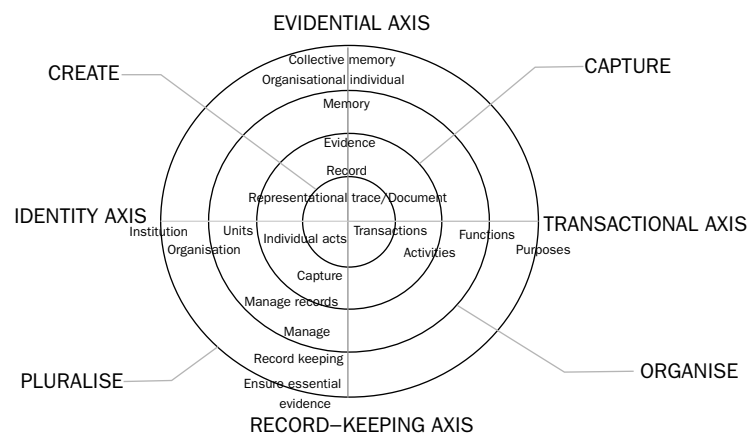 EVIDENTIAL AXIS
Collective memory
CREATE
CAPTURE
Organisational individual
Memory
Evidence
Record
Representational trace/Document
IDENTITY AXIS
TRANSACTIONAL AXIS
Institution
Units
Individual acts
Transactions
Functions
Organisation
Activities
Purposes
Capture
Manage records
Manage
Record keeping
PLURALISE
ORGANISE
Ensure essential
evidence
RECORD–KEEPING AXIS